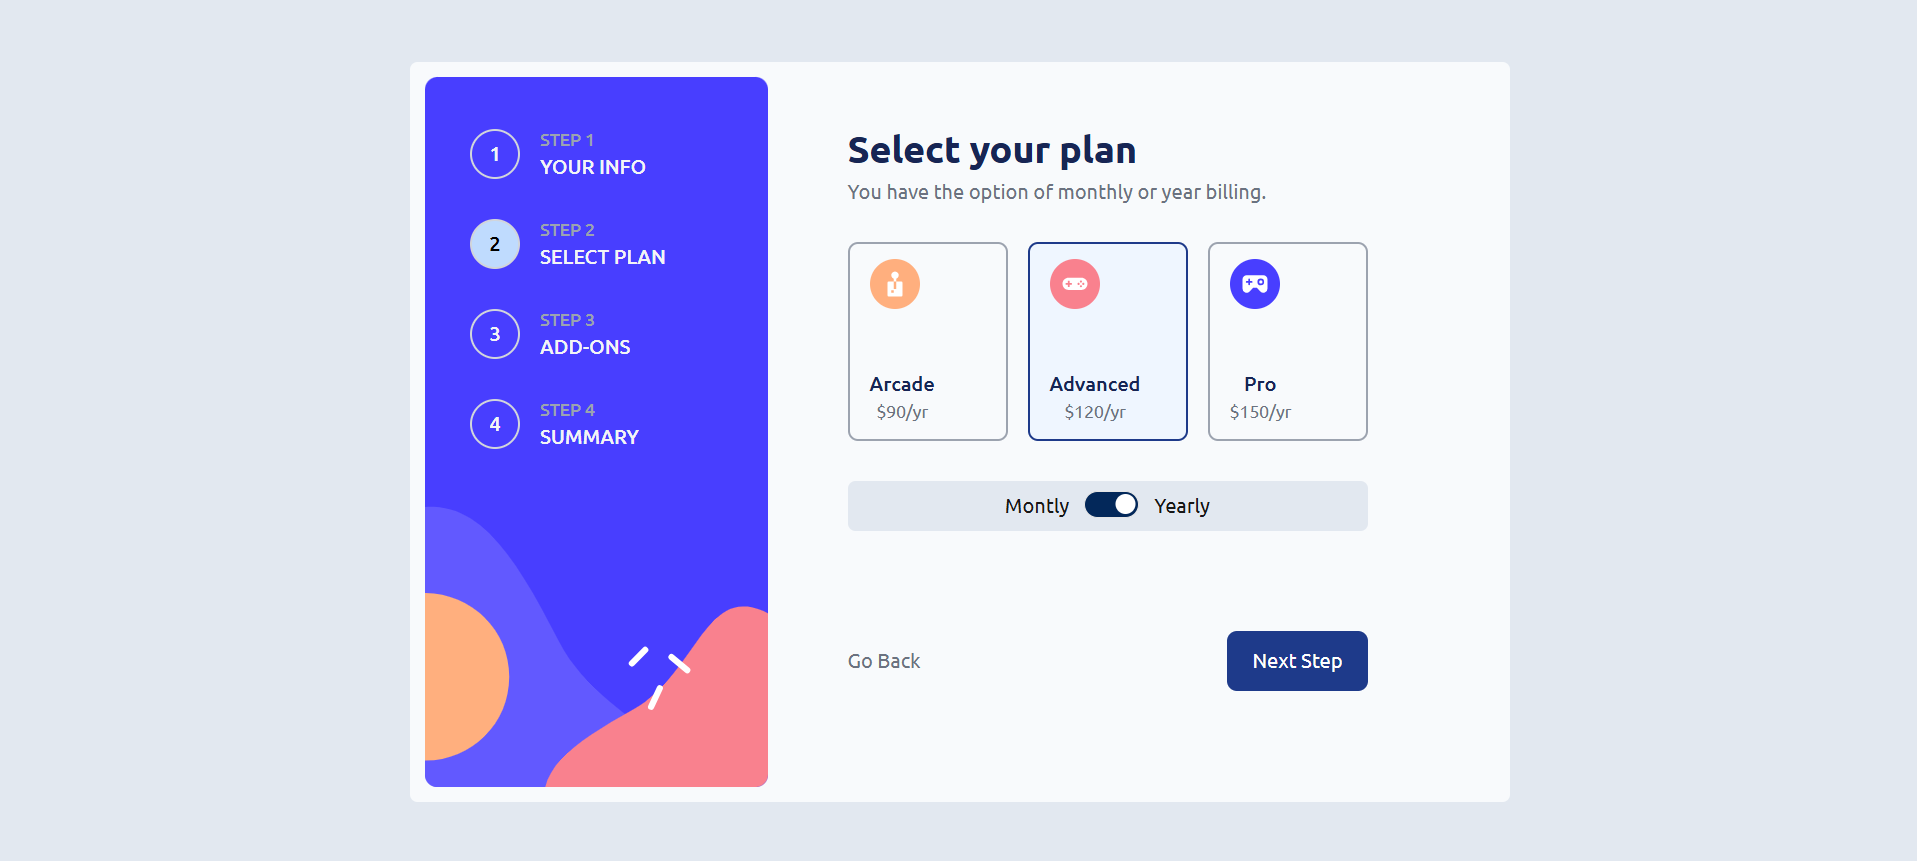 1
STEP 1
YOUR INFO
2
STEP 2
SELECT PLAN
3
STEP 3
ADD-ONS
4
STEP 4
SUMMARY
Select your plan
You have the option of monthly or year billing.
Arcade
$90/yr
Advanced
$120/yr
Pro
$150/yr
Montly
Yearly
Go Back
Next Step